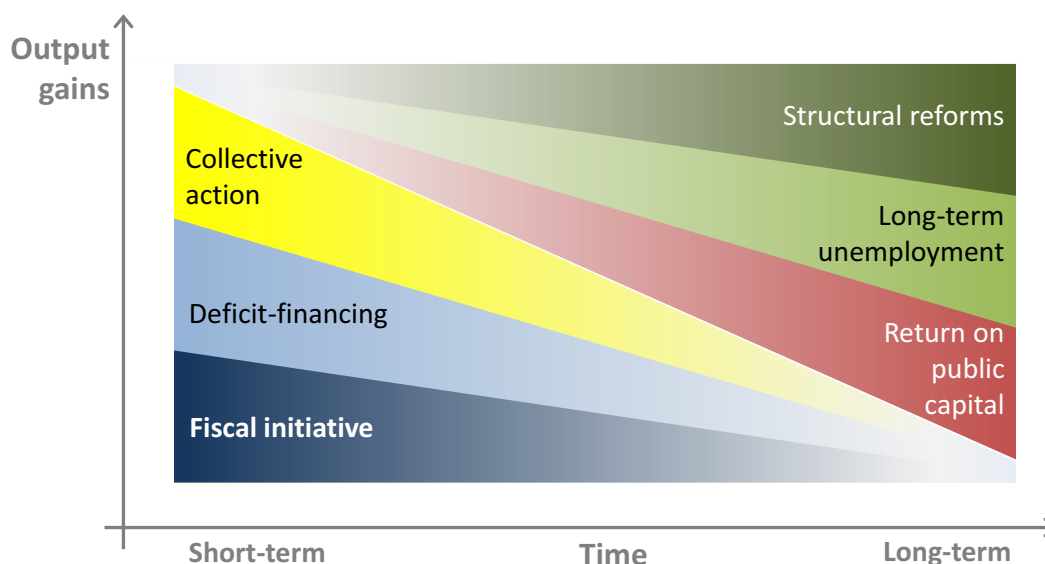 Output
gains
Structural reforms
Collective
action
Long-term
unemployment
Deficit-financing
Return on
public
capital
Fiscal initiative
Short-term
Time
Long-term